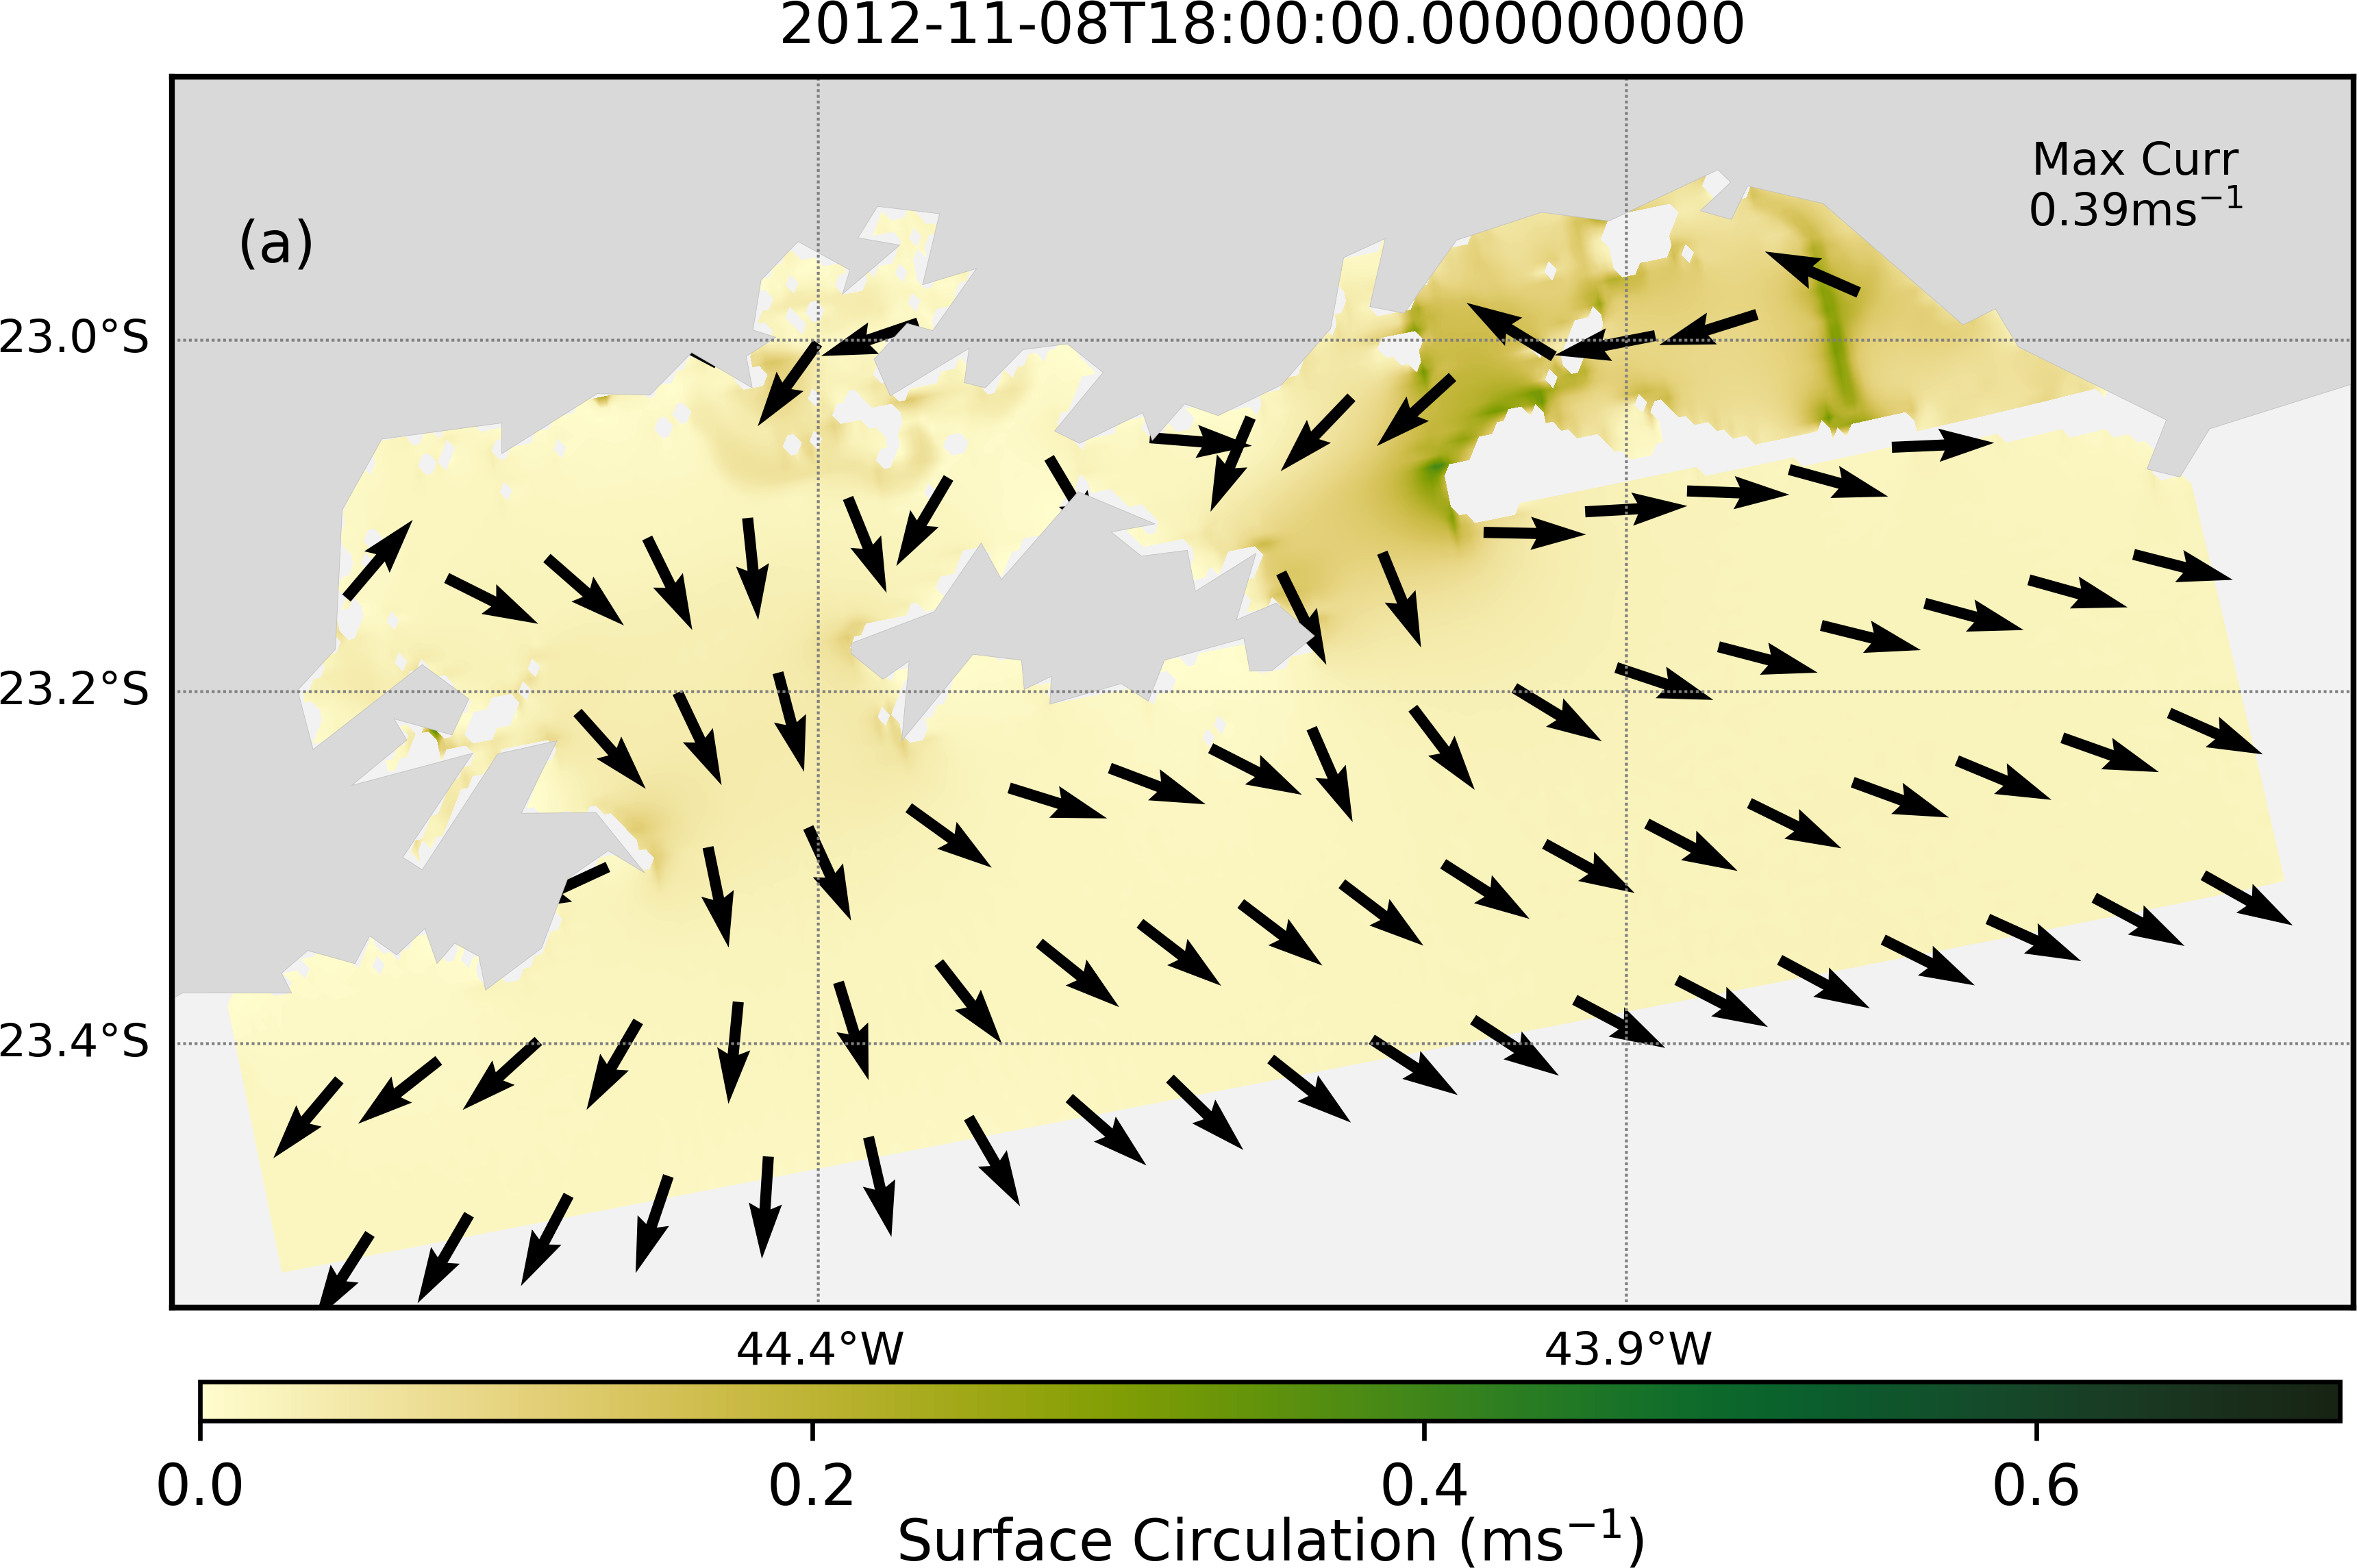 2012-11-08T18:00:00.000000000
Max Curr
0.39ms⁻¹
(a)
23.0°S
23.2°S
23.4°S
44.4°W 43.9°W
0.0 0.2 0.4 0.6
Surface Circulation (ms⁻¹)